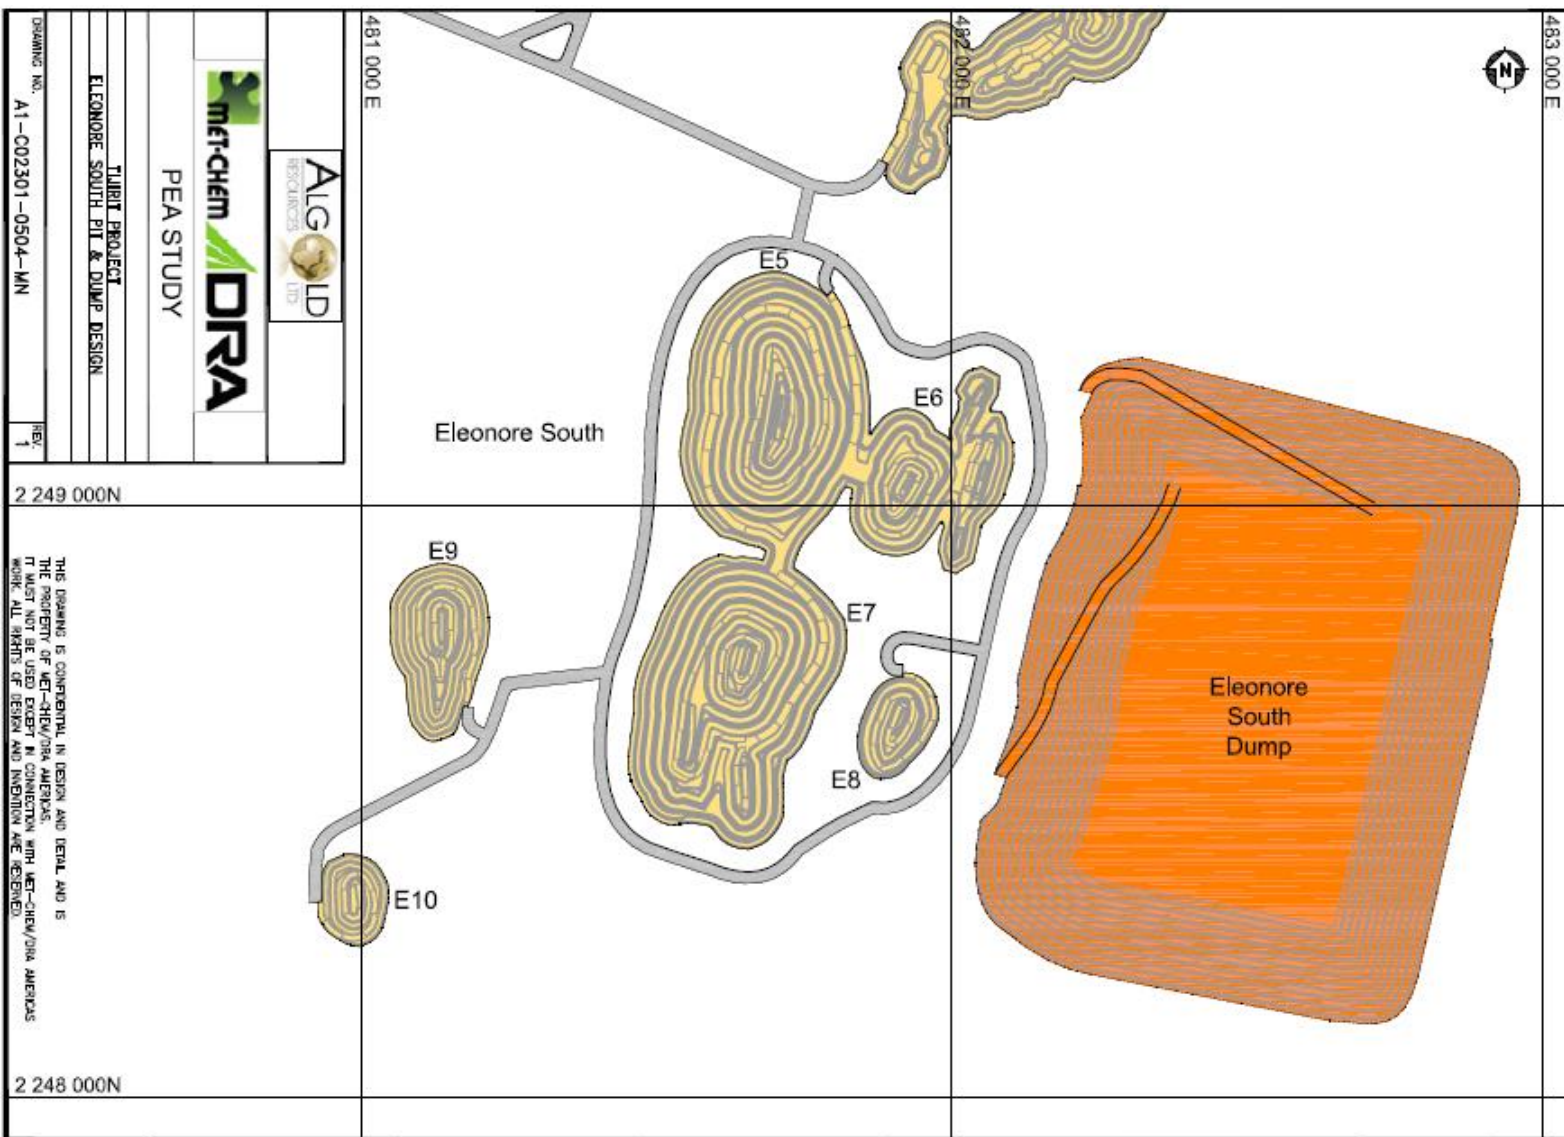 481 000 E
482 000 E
483 000 E
N
ALGOLD
RESOURCES LTD
MET-CHEM DRA
PEA STUDY
TIJIRIT PROJECT
ELEONORE SOUTH PIT & DUMP DESIGN
DRAWING NO.
A1-C02301-0504-MN
REV.
1
E5
E6
Eleonore South
2 249 000N
E9
E7
Eleonore
South
Dump
E8
E10
THIS DRAWING IS CONFIDENTIAL IN DESIGN AND DETAIL AND IS
THE PROPERTY OF MET-CHEM/DRA AMERICAS.
IT MUST NOT BE USED EXCEPT IN CONNECTION WITH MET-CHEM/DRA AMERICAS
WORK. ALL RIGHTS OF DESIGN AND INVENTION ARE RESERVED.
2 248 000N